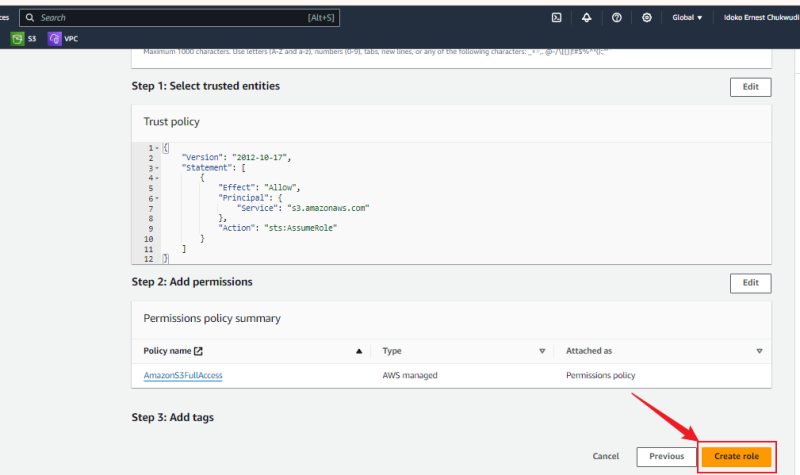 ces
Search
[Alt+S]
Global
Idoko Ernest Chukwudi
S3
VPC
Maximum 1000 characters. Use letters (A-Z and a-z), numbers (0-9), tabs, new lines, or any of the following characters:
Step 1: Select trusted entities
Edit
Trust policy
1 {
2 "Version": "2012-10-17",
3 "Statement": [
4 {
5 "Effect": "Allow",
6 "Principal": {
7 "Service": "s3.amazonaws.com"
8 },
9 "Action": "sts:AssumeRole"
10 }
11 ]
12 }
Step 2: Add permissions
Edit
Permissions policy summary
Policy name Type Attached as
AmazonS3FullAccess AWS managed Permissions policy
Step 3: Add tags
Cancel Previous Create role